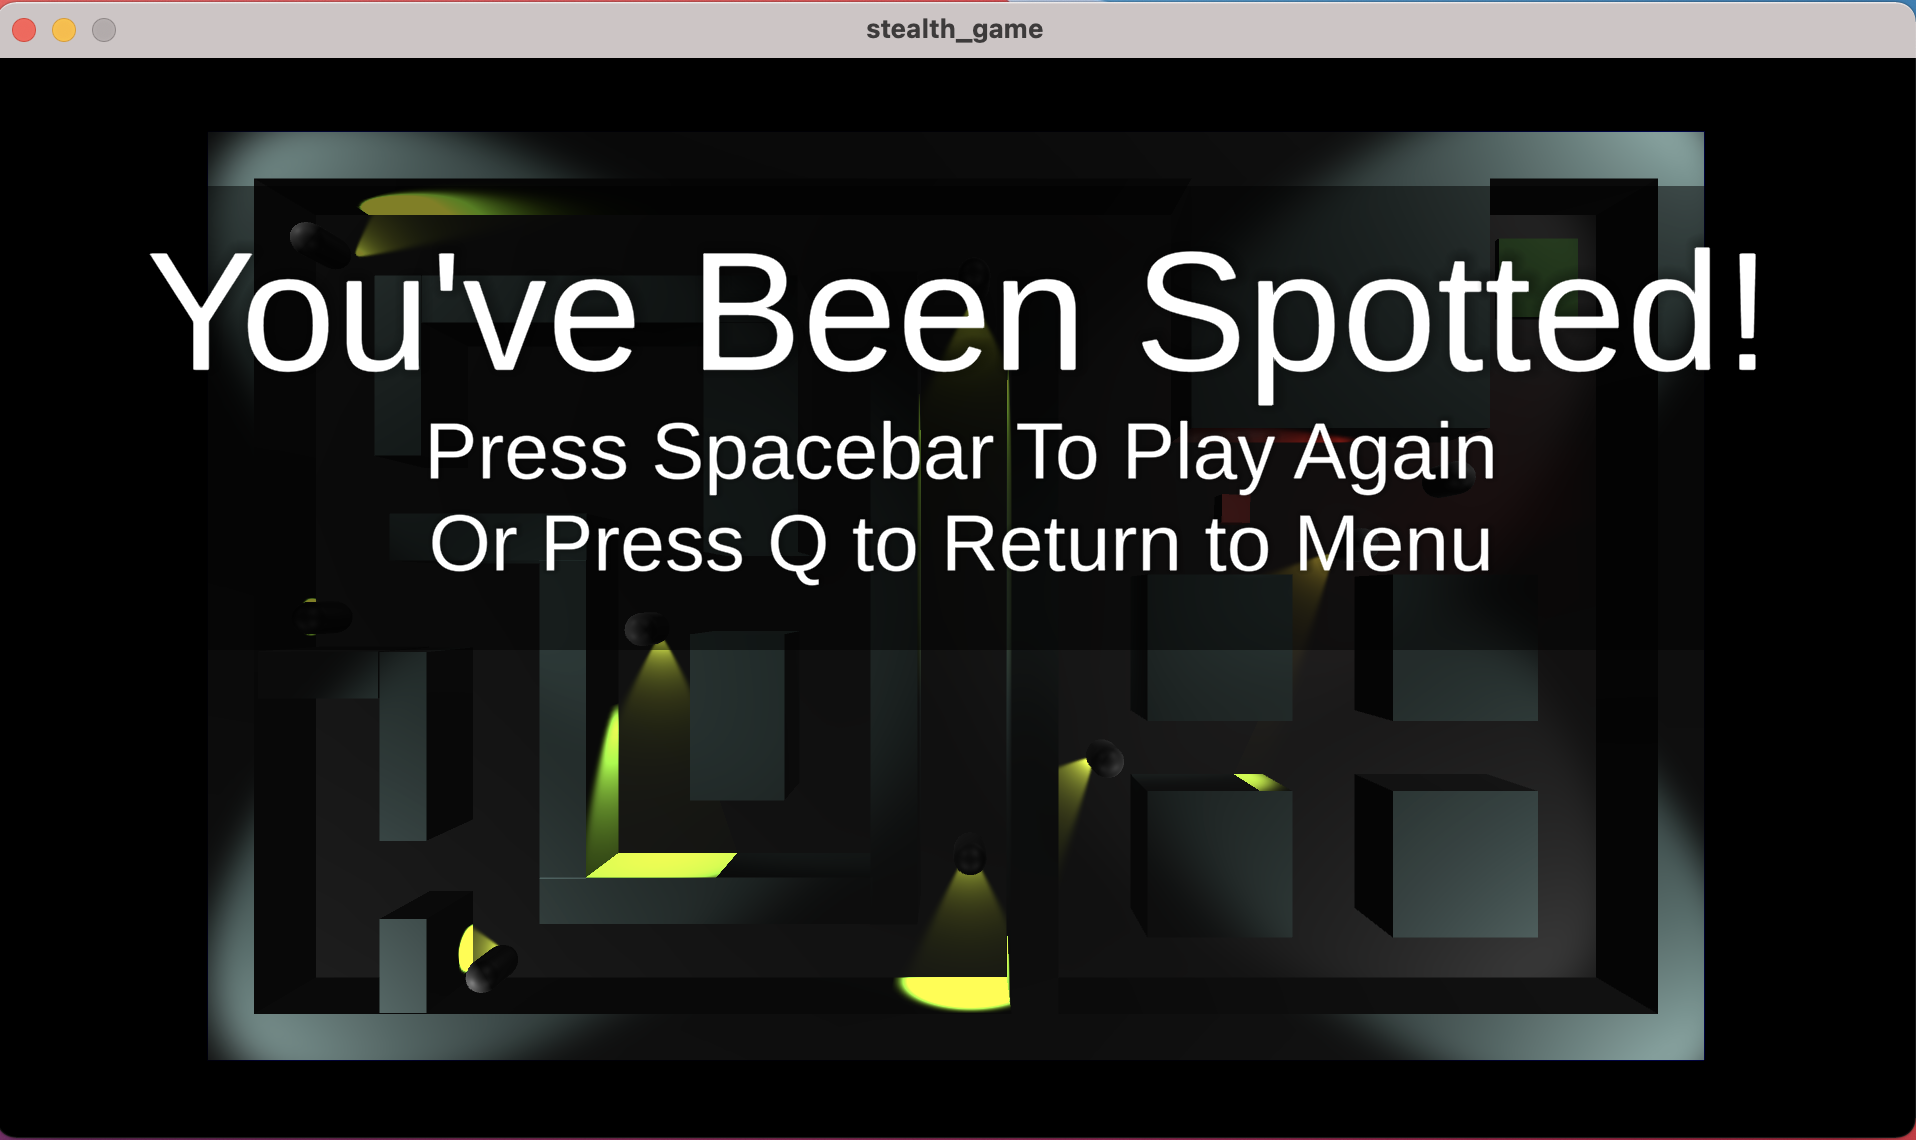 stealth_game
You've Been Spotted!
Press Spacebar To Play Again
Or Press Q to Return to Menu